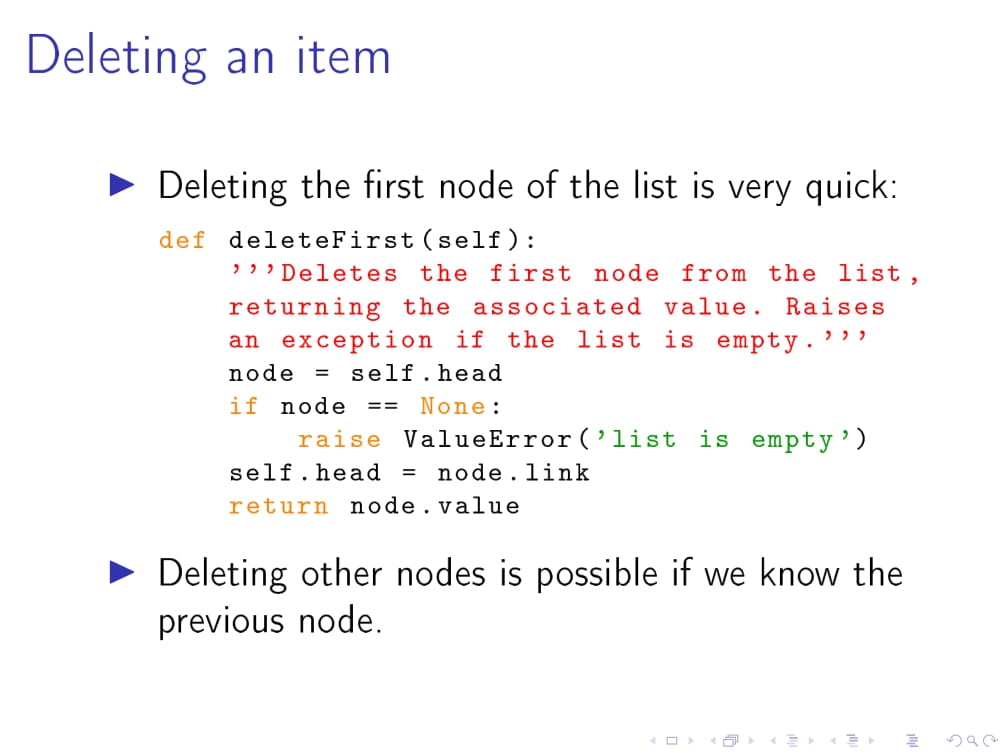 Deleting an item
Deleting the first node of the list is very quick:
def deleteFirst(self):
    '''Deletes the first node from the list,
    returning the associated value. Raises
    an exception if the list is empty.'''
    node = self.head
    if node == None:
        raise ValueError('list is empty')
    self.head = node.link
    return node.value
Deleting other nodes is possible if we know the
previous node.